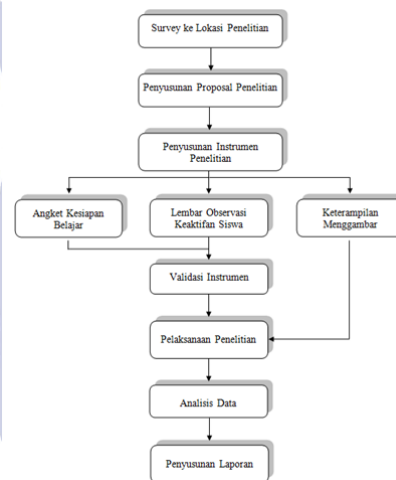 Survey ke Lokasi Penelitian
Penyusunan Proposal Penelitian
Penyusunan Instrumen
Penelitian
Angket Kesiapan
Belajar
Lembar Observasi
Keaktifan Siswa
Keterampilan
Menggambar
Validasi Instrumen
Pelaksanaan Penelitian
Analisis Data
Penyusunan Laporan